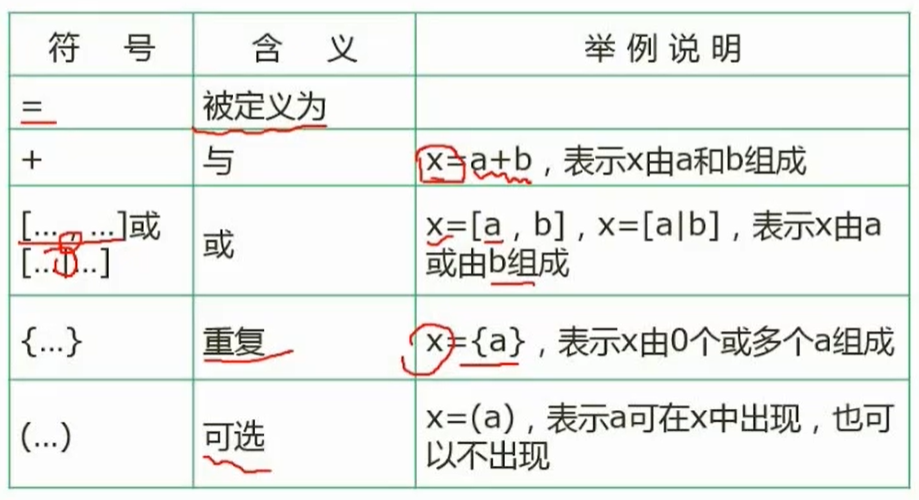 符 号 含 义 举 例 说 明
= 被定义为
+ 与 x=a+b，表示x由a和b组成
[…，…]或 或 x=[a，b]，x=[a|b]，表示x由a
[…|…] 或由b组成
{…} 重复 x={a}，表示x由0个或多个a组成
(…) 可选 x=(a)，表示a可在x中出现，也可
以不出现